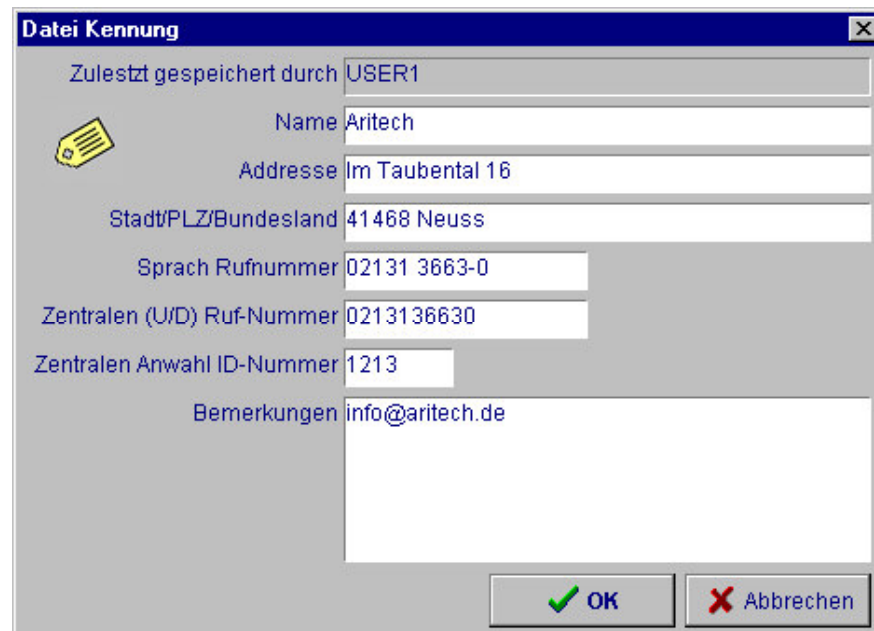 Datei Kennung
Zulestzt gespeichert durch USER1
Name Aritech
Addresse Im Taubental 16
Stadt/PLZ/Bundesland 41468 Neuss
Sprach Rufnummer 02131 3663-0
Zentralen (U/D) Ruf-Nummer 0213136630
Zentralen Anwahl ID-Nummer 1213
Bemerkungen info@aritech.de
OK Abbrechen